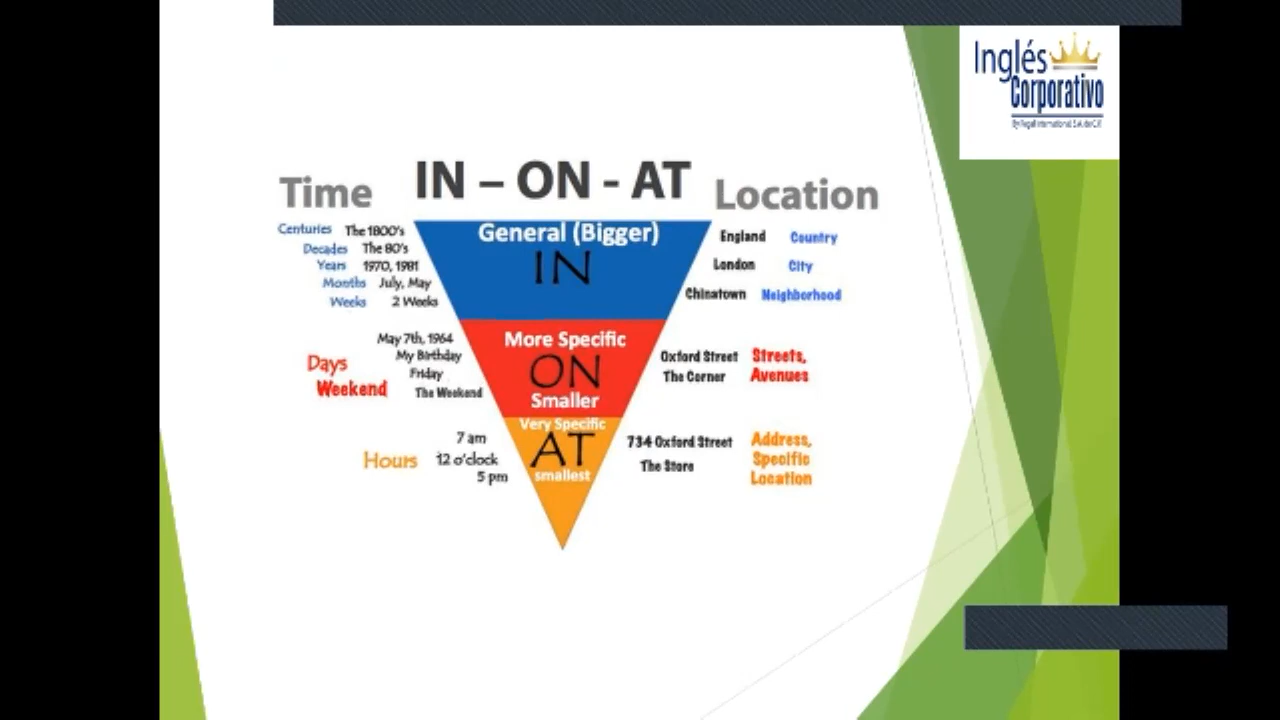 Inglés
Corporativo
IN – ON - AT
Time
Location
Centuries The 1800's
Decades The 80's
Years 1970, 1981
Months July, May
Weeks 2 Weeks
General (Bigger)
IN
England Country
London City
Chinatown Neighborhood
Days
Weekend
May 7th, 1964
My Birthday
Friday
The Weekend
More Specific
ON
Smaller
Oxford Street
The Corner
Streets,
Avenues
Hours
7 am
12 o'clock
5 pm
Very Specific
AT
smallest
734 Oxford Street
The Store
Address,
Specific
Location